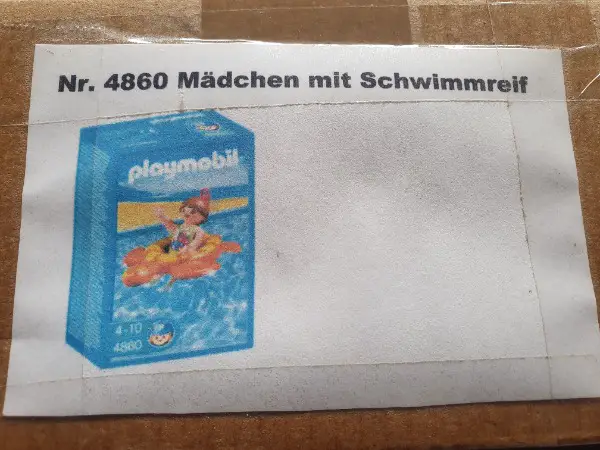 Nr. 4860 Mädchen mit Schwimmreif
playmobil
4-10
4860